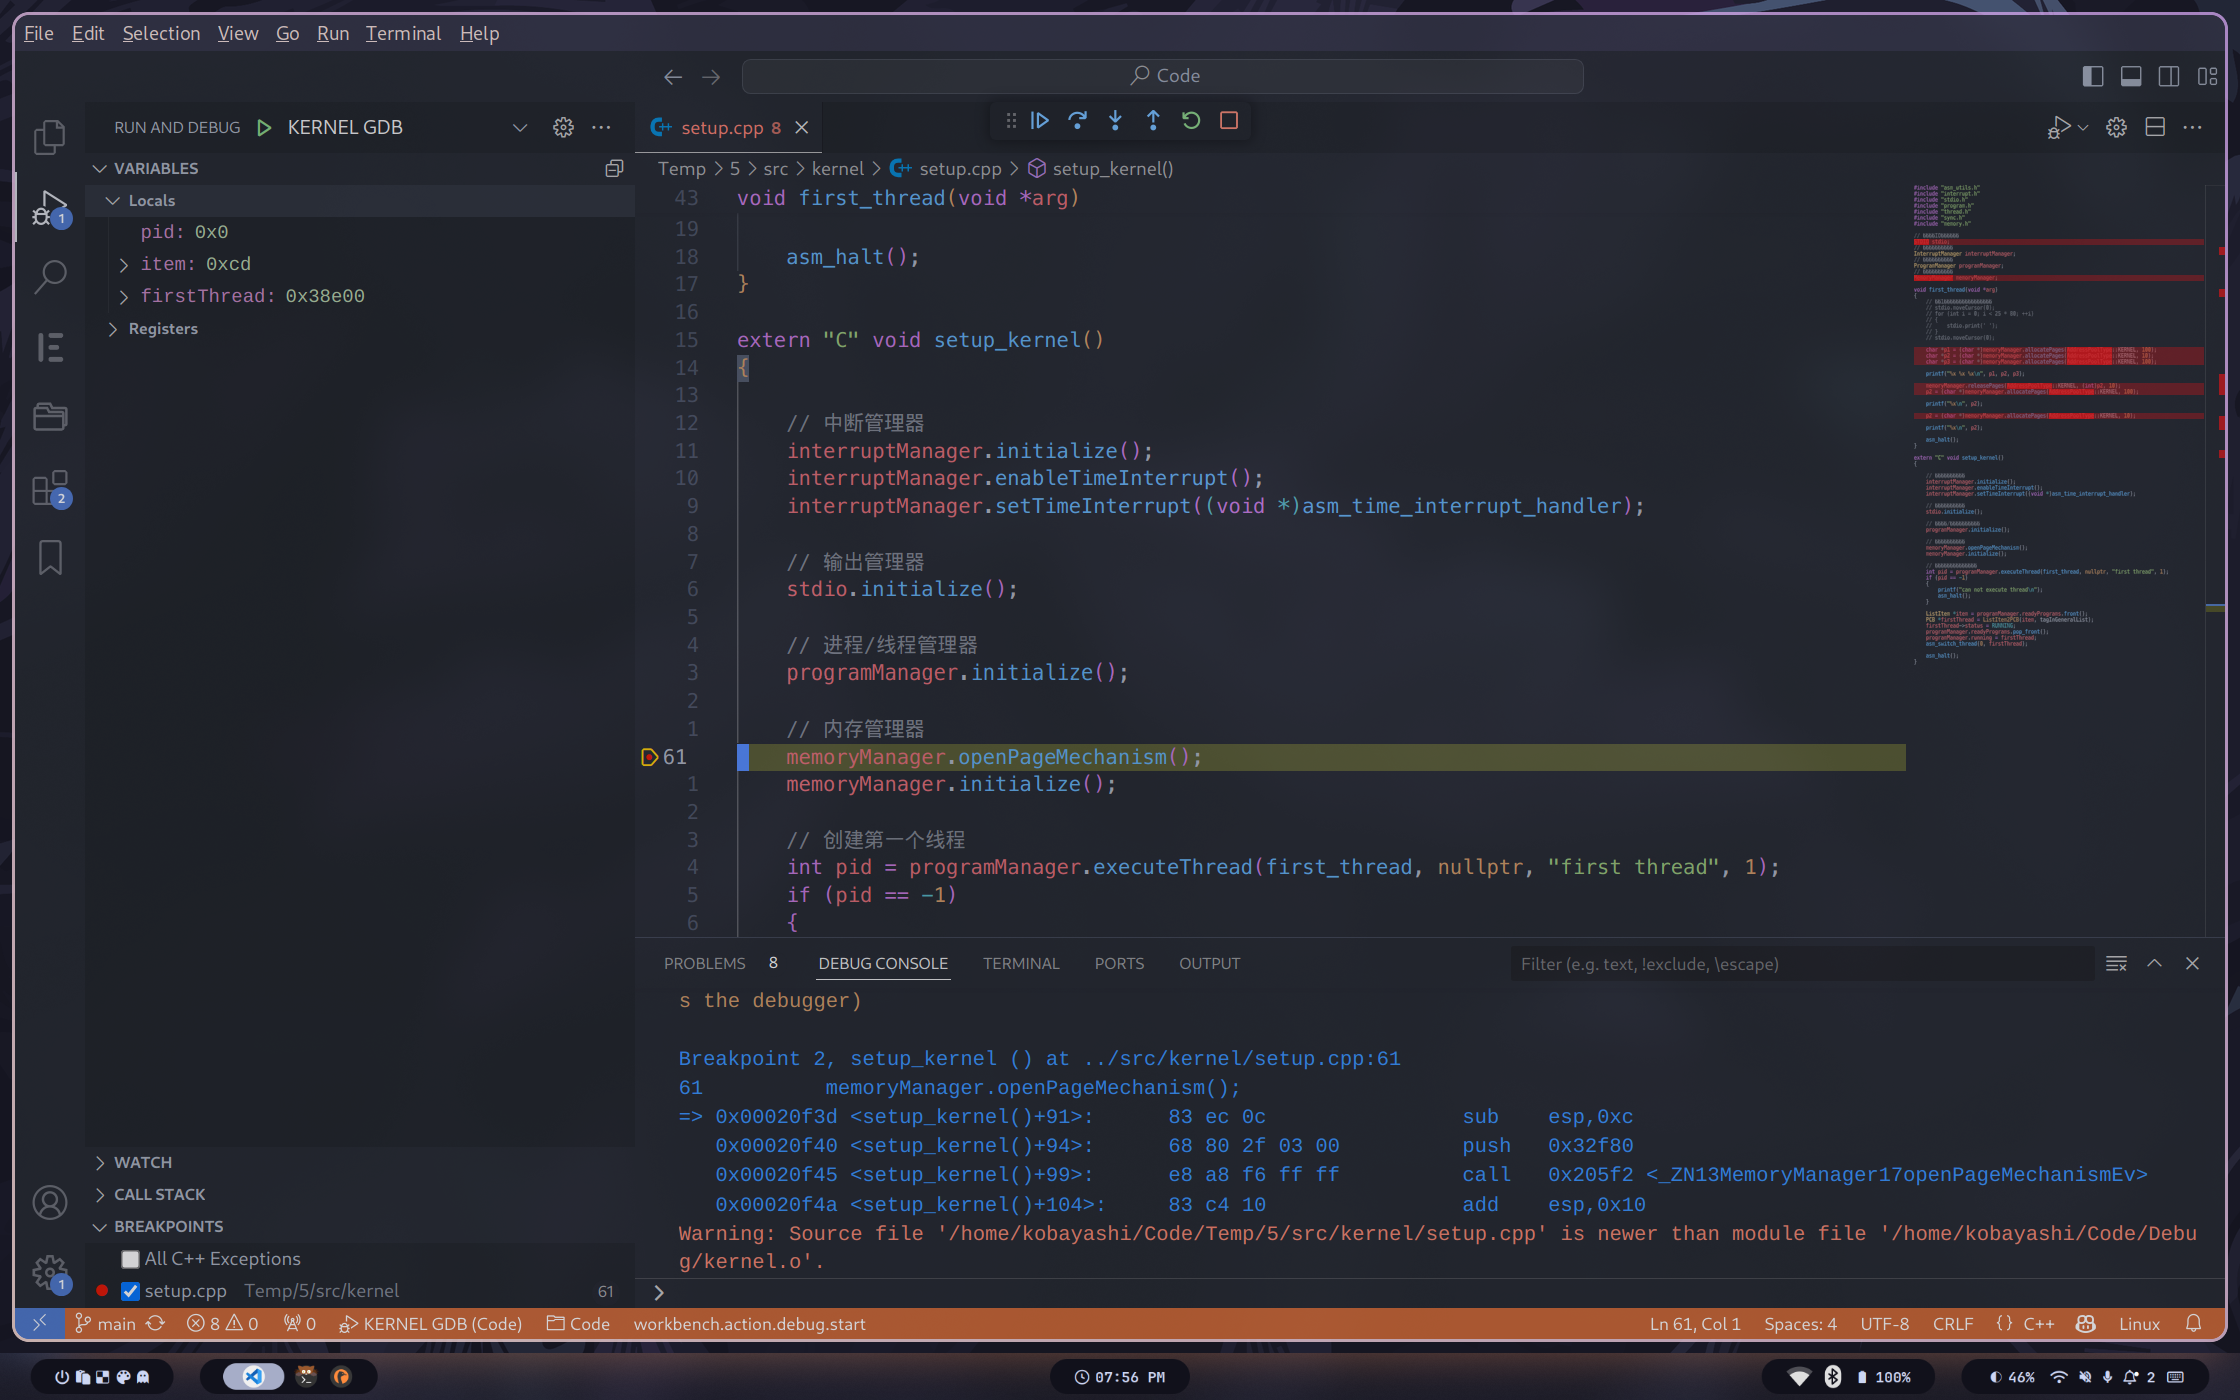 File Edit Selection View Go Run Terminal Help
Code
RUN AND DEBUG KERNEL GDB
setup.cpp 8
VARIABLES
Locals
pid: 0x0
item: 0xcd
firstThread: 0x38e00
Registers
Temp > 5 > src > kernel > setup.cpp > setup_kernel()
43 void first_thread(void *arg)
19
18 asm_halt();
17 }
16
15 extern "C" void setup_kernel()
14 {
13
12 // 中断管理器
11 interruptManager.initialize();
10 interruptManager.enableTimeInterrupt();
9 interruptManager.setTimeInterrupt((void *)asm_time_interrupt_handler);
8
7 // 输出管理器
6 stdio.initialize();
5
4 // 进程/线程管理器
3 programManager.initialize();
2
1 // 内存管理器
61 memoryManager.openPageMechanism();
1 memoryManager.initialize();
2
3 // 创建第一个线程
4 int pid = programManager.executeThread(first_thread, nullptr, "first thread", 1);
5 if (pid == -1)
6 {
PROBLEMS 8 DEBUG CONSOLE TERMINAL PORTS OUTPUT
Filter (e.g. text, !exclude, \escape)
s the debugger)
Breakpoint 2, setup_kernel () at ../src/kernel/setup.cpp:61
61 memoryManager.openPageMechanism();
=> 0x00020f3d <setup_kernel()+91>: 83 ec 0c sub esp,0xc
0x00020f40 <setup_kernel()+94>: 68 80 2f 03 00 push 0x32f80
0x00020f45 <setup_kernel()+99>: e8 a8 f6 ff ff call 0x205f2 <_ZN13MemoryManager17openPageMechanismEv>
0x00020f4a <setup_kernel()+104>: 83 c4 10 add esp,0x10
Warning: Source file '/home/kobayashi/Code/Temp/5/src/kernel/setup.cpp' is newer than module file '/home/kobayashi/Code/Debu
g/kernel.o'.
WATCH
CALL STACK
BREAKPOINTS
All C++ Exceptions
setup.cpp Temp/5/src/kernel 61
1
2
1
main 8 0 0 KERNEL GDB (Code) Code workbench.action.debug.start
Ln 61, Col 1 Spaces: 4 UTF-8 CRLF {} C++ Linux
07:56 PM
100%
46% 2